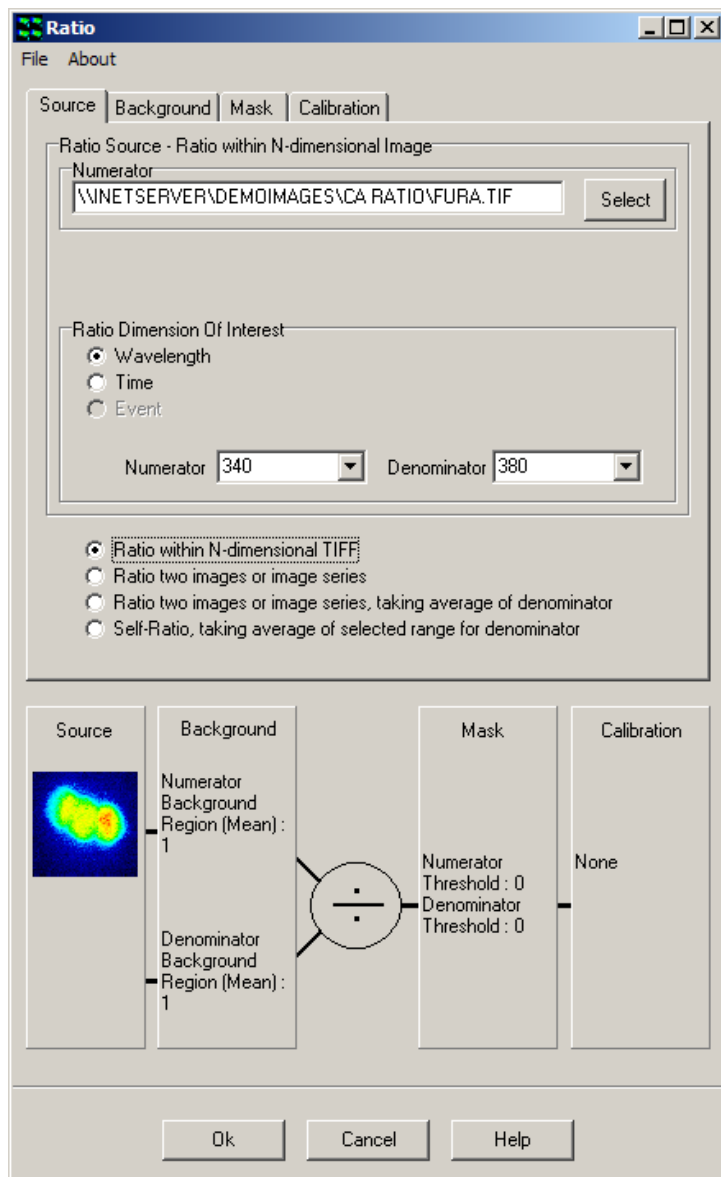 Ratio
File About
Source Background Mask Calibration
Ratio Source - Ratio within N-dimensional Image
Numerator
\\INETSERVER\DEMOIMAGES\CA RATIO\FURA.TIF
Select
Ratio Dimension Of Interest
Wavelength
Time
Event
Numerator 340 Denominator 380
Ratio within N-dimensional TIFF
Ratio two images or image series
Ratio two images or image series, taking average of denominator
Self-Ratio, taking average of selected range for denominator
Source
Background
Numerator
Background
Region (Mean) :
1
Denominator
Background
Region (Mean) :
1
Mask
Numerator
Threshold : 0
Denominator
Threshold : 0
Calibration
None
Ok Cancel Help